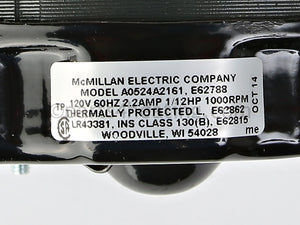 McMILLAN ELECTRIC COMPANY
MODEL A0524A2161, E62788
TP 120V 60HZ 2.2AMP 1/12HP 1000RPM
THERMALLY PROTECTED L, E62862
LR43381, INS CLASS 130(B), E62815
WOODVILLE, WI 54028
me
OCT 14